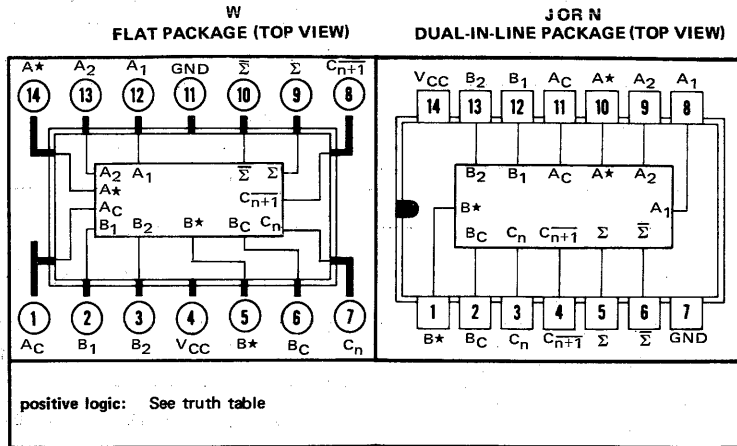 W
FLAT PACKAGE (TOP VIEW)
A★ A2 A1 GND Σ̅ Σ C̅n̅+̅1̅
14 13 12 11 10 9 8
A2 A1 Σ̅ Σ
A★
C̅n̅+̅1̅
AC
B1 B2 B★ BC Cn
1 2 3 4 5 6 7
AC B1 B2 VCC B★ BC Cn
J OR N
DUAL-IN-LINE PACKAGE (TOP VIEW)
VCC B2 B1 AC A★ A2 A1
14 13 12 11 10 9 8
B2 B1 AC A★ A2
B★ A1
BC Cn C̅n̅+̅1̅ Σ Σ̅
1 2 3 4 5 6 7
B★ BC Cn C̅n̅+̅1̅ Σ Σ̅ GND
positive logic: See truth table